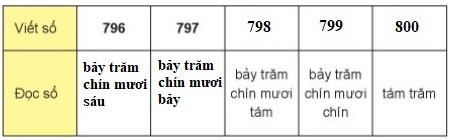 Viết số 796 797 798 799 800
Đọc số
bảy trăm
chín mươi
sáu
bảy trăm
chín mươi
bảy
bảy trăm
chín mươi
tám
bảy trăm
chín mươi
chín
tám trăm